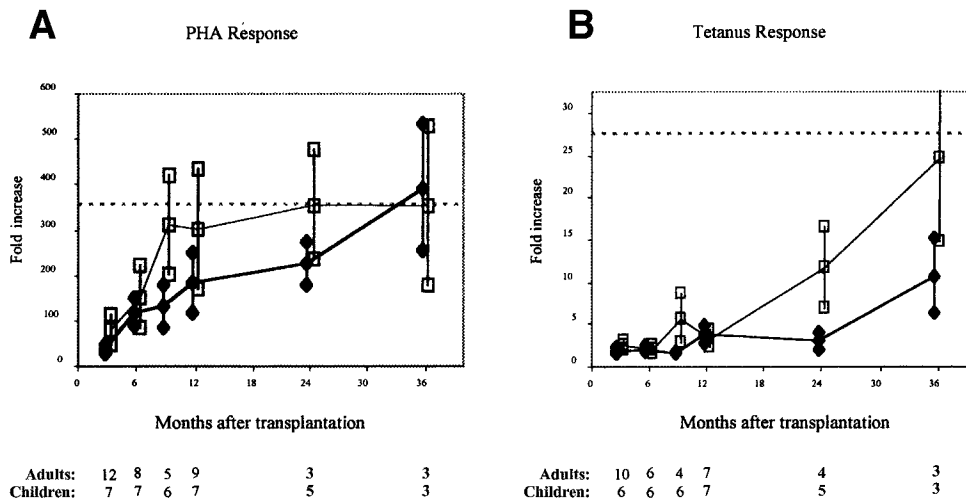 A
PHA Response
600
500
400
300
200
100
0
Fold increase
0 6 12 18 24 30 36
Months after transplantation
Adults: 12 8 5 9 3 3
Children: 7 7 6 7 5 3
B
Tetanus Response
30
25
20
15
10
5
0
Fold increase
0 6 12 18 24 30 36
Months after transplantation
Adults: 10 6 4 7 4 3
Children: 6 6 6 7 5 3